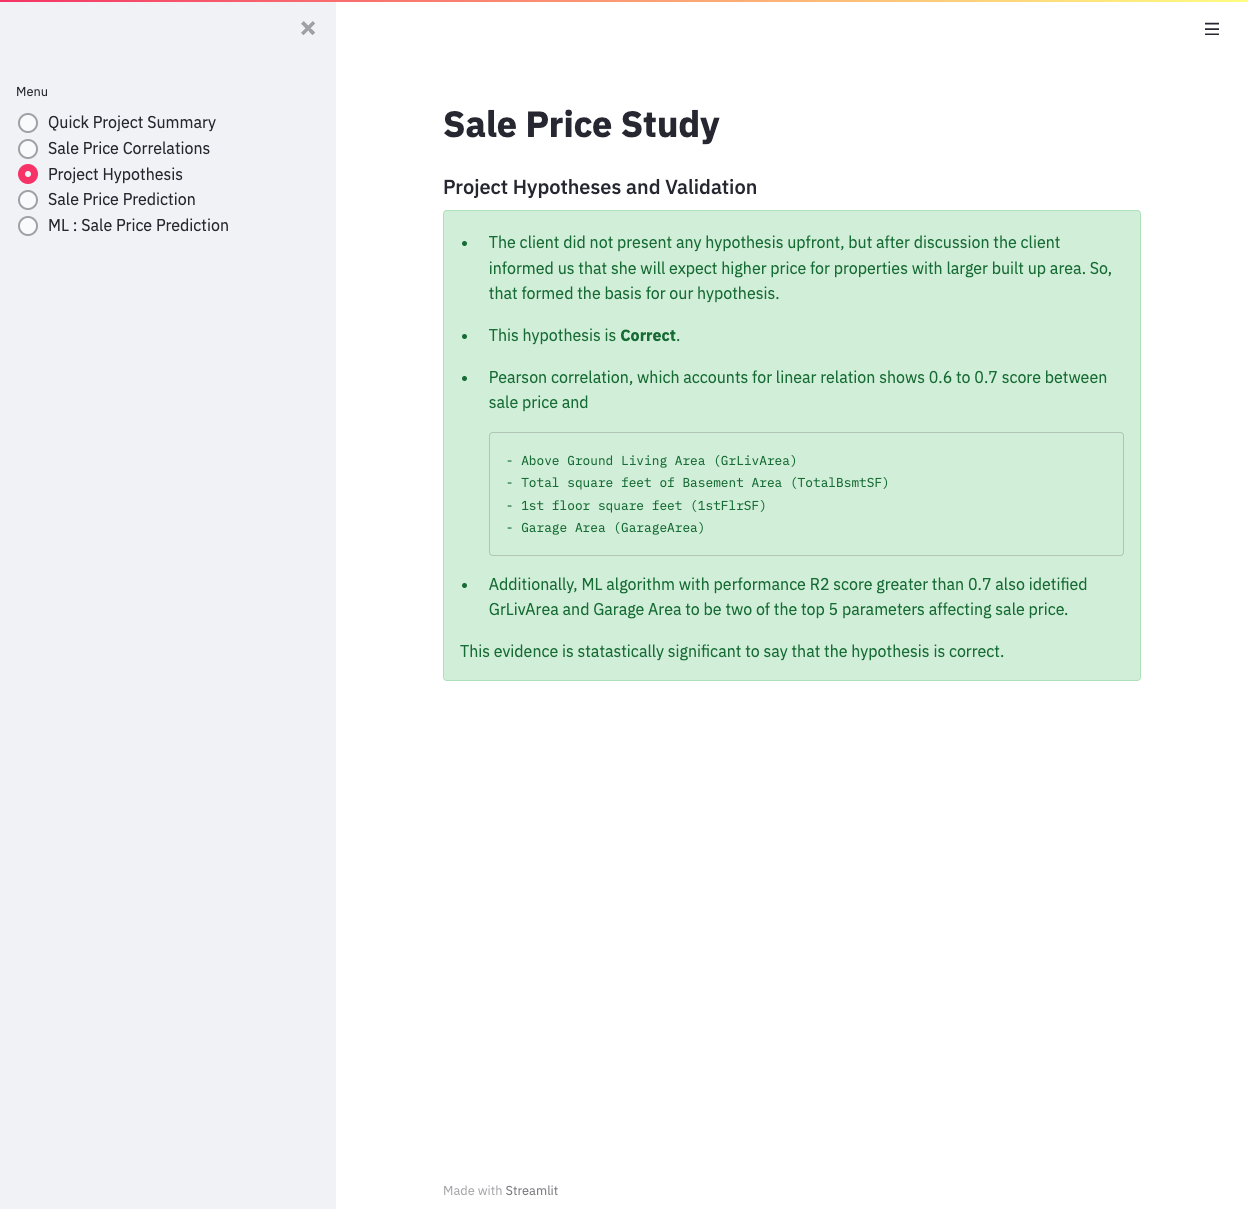 Menu
Quick Project Summary
Sale Price Correlations
Project Hypothesis
Sale Price Prediction
ML : Sale Price Prediction
Sale Price Study
Project Hypotheses and Validation
• The client did not present any hypothesis upfront, but after discussion the client
informed us that she will expect higher price for properties with larger built up area. So,
that formed the basis for our hypothesis.
• This hypothesis is Correct.
• Pearson correlation, which accounts for linear relation shows 0.6 to 0.7 score between
sale price and
- Above Ground Living Area (GrLivArea)
- Total square feet of Basement Area (TotalBsmtSF)
- 1st floor square feet (1stFlrSF)
- Garage Area (GarageArea)
• Additionally, ML algorithm with performance R2 score greater than 0.7 also idetified
GrLivArea and Garage Area to be two of the top 5 parameters affecting sale price.
This evidence is statastically significant to say that the hypothesis is correct.
Made with Streamlit